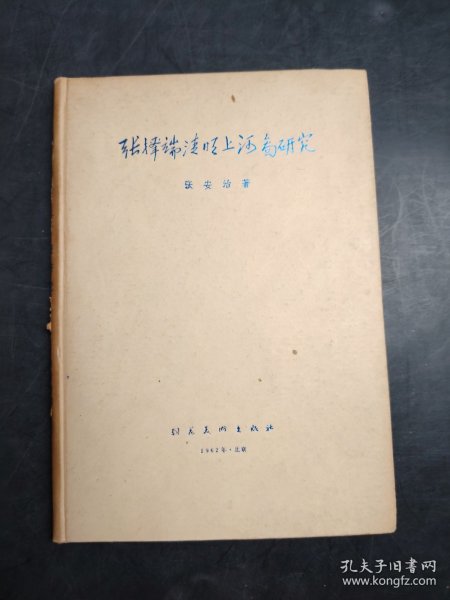 张择端清明上河图研究
张安治著
朝花美术出版社
1962年·北京
孔夫子旧书网
www.kongfz.com